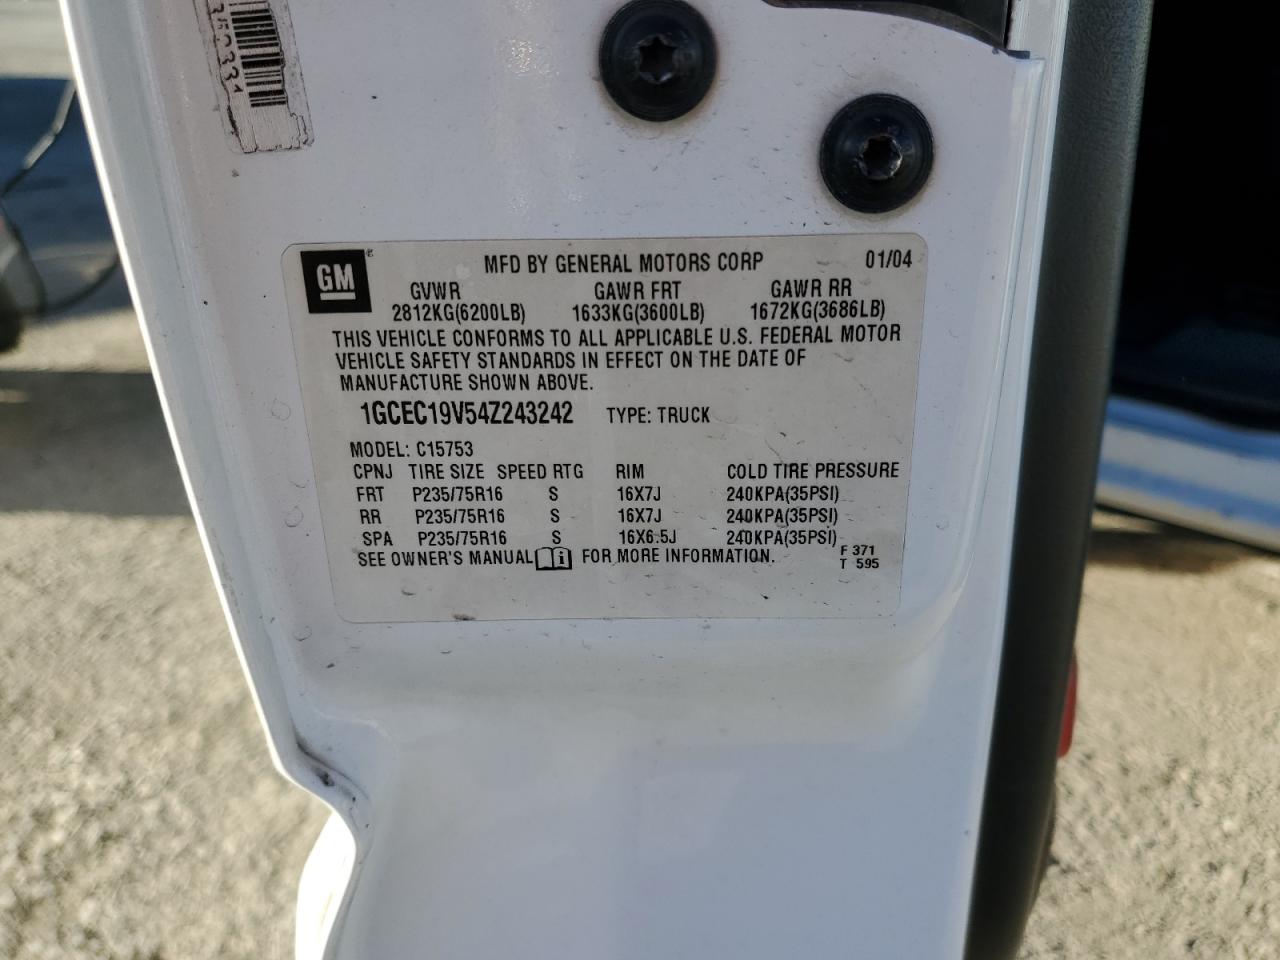 GM
MFD BY GENERAL MOTORS CORP 01/04
GVWR GAWR FRT GAWR RR
2812KG(6200LB) 1633KG(3600LB) 1672KG(3686LB)
THIS VEHICLE CONFORMS TO ALL APPLICABLE U.S. FEDERAL MOTOR
VEHICLE SAFETY STANDARDS IN EFFECT ON THE DATE OF
MANUFACTURE SHOWN ABOVE.
1GCEC19V54Z243242 TYPE: TRUCK
MODEL: C15753
CPNJ TIRE SIZE SPEED RTG RIM COLD TIRE PRESSURE
FRT P235/75R16 S 16X7J 240KPA(35PSI)
RR P235/75R16 S 16X7J 240KPA(35PSI)
SPA P235/75R16 S 16X6.5J 240KPA(35PSI)
SEE OWNER'S MANUAL i FOR MORE INFORMATION.
F 371
T 595